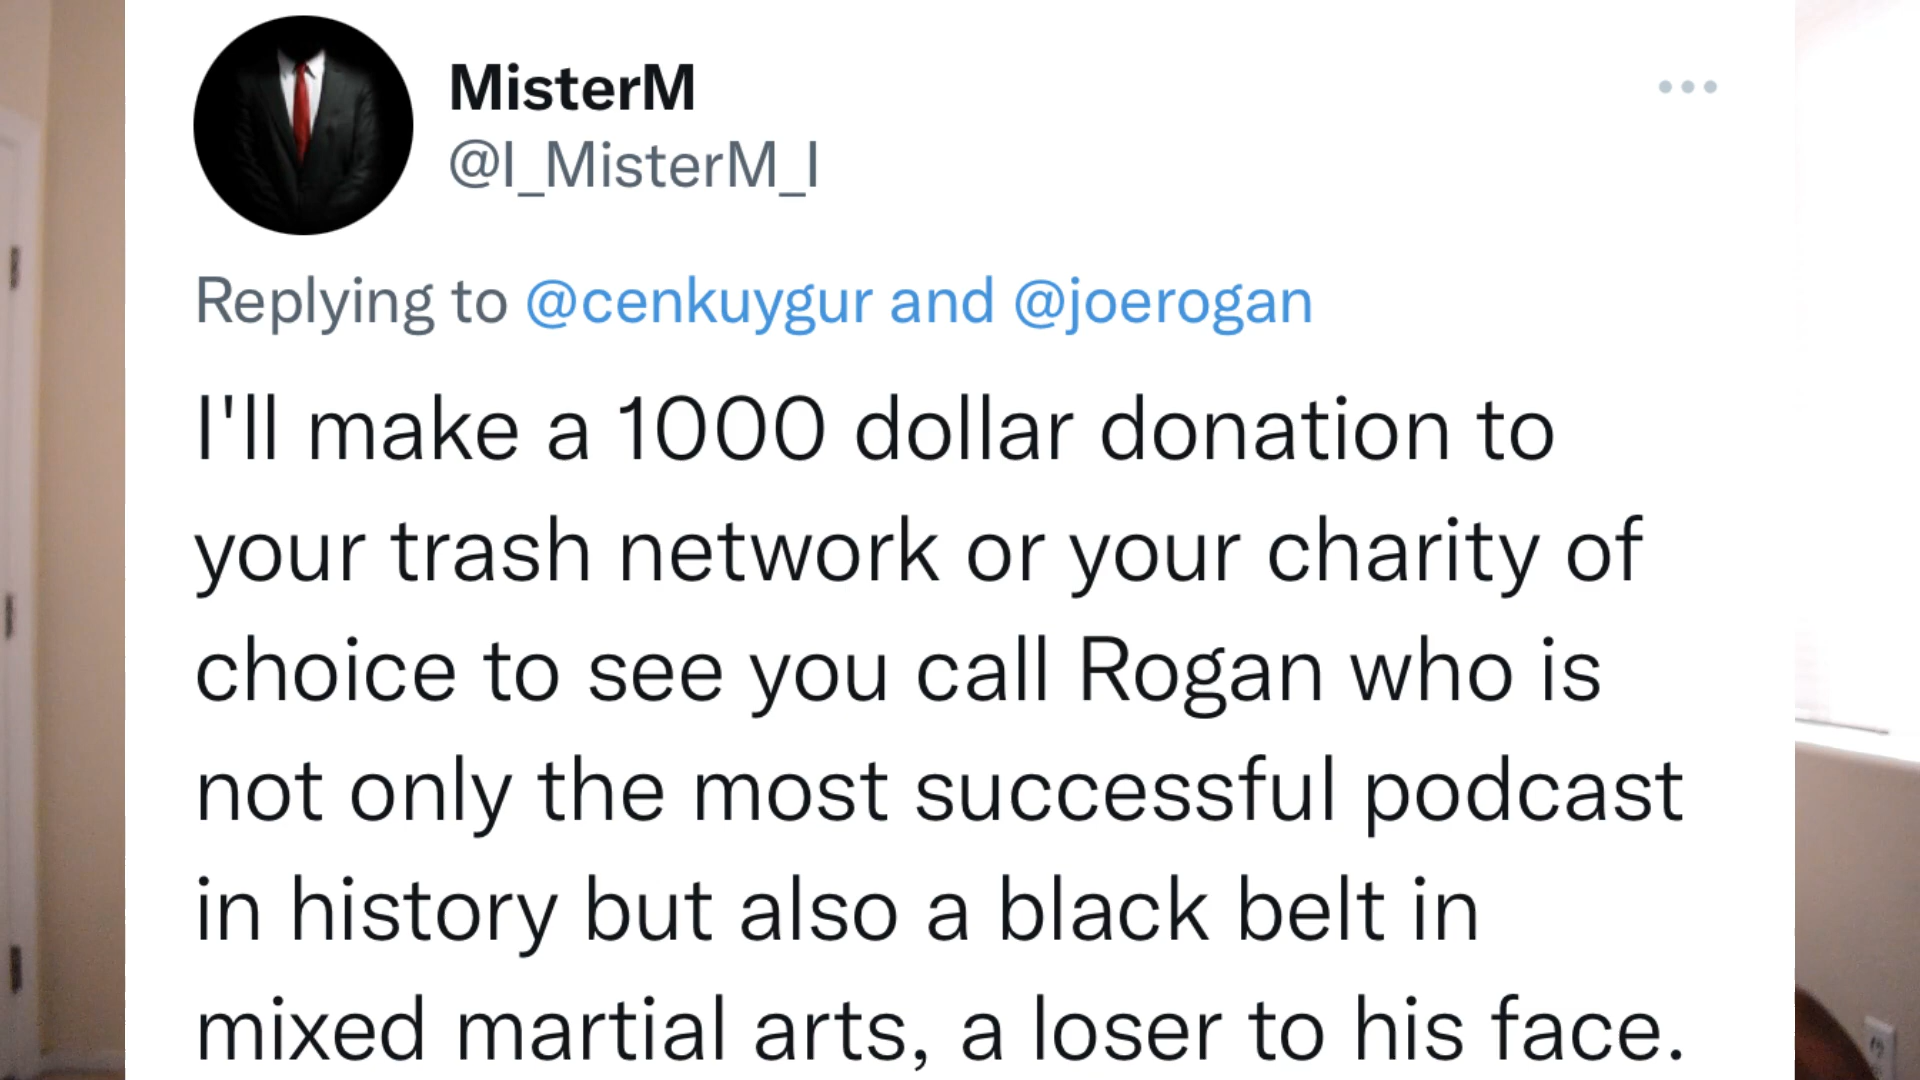 MisterM
@I_MisterM_I
Replying to @cenkuygur and @joerogan
I'll make a 1000 dollar donation to
your trash network or your charity of
choice to see you call Rogan who is
not only the most successful podcast
in history but also a black belt in
mixed martial arts, a loser to his face.